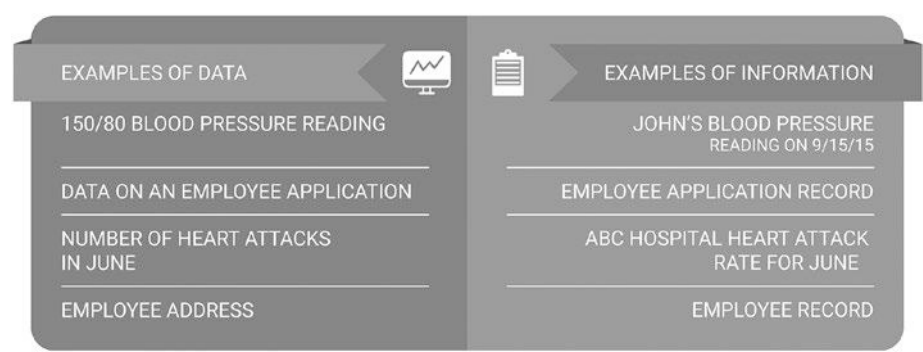 EXAMPLES OF DATA
150/80 BLOOD PRESSURE READING
DATA ON AN EMPLOYEE APPLICATION
NUMBER OF HEART ATTACKS
IN JUNE
EMPLOYEE ADDRESS
EXAMPLES OF INFORMATION
JOHN'S BLOOD PRESSURE
READING ON 9/15/15
EMPLOYEE APPLICATION RECORD
ABC HOSPITAL HEART ATTACK
RATE FOR JUNE
EMPLOYEE RECORD